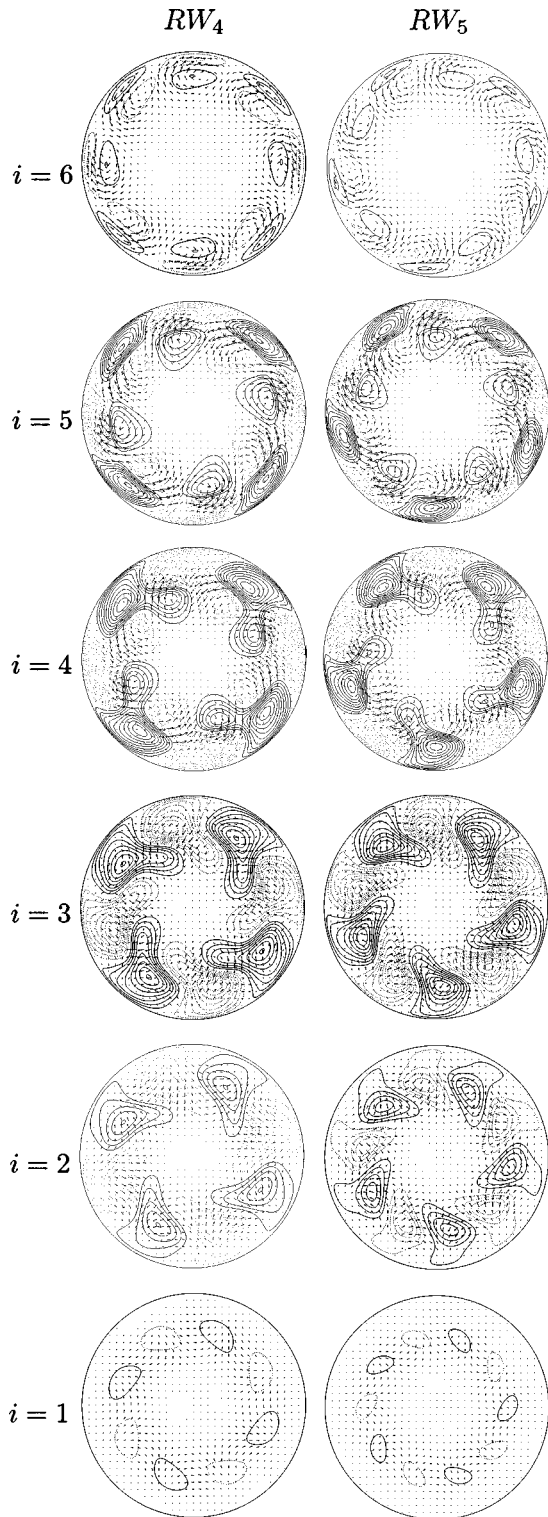 RW₄ RW₅
i = 6
i = 5
i = 4
i = 3
i = 2
i = 1